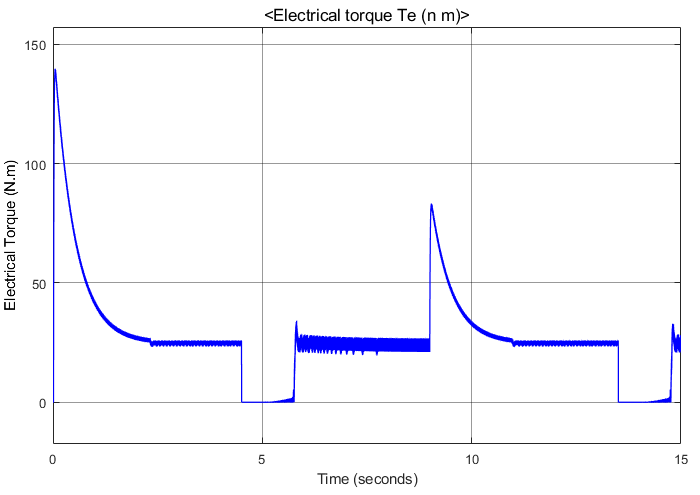 <Electrical torque Te (n m)>
150
100
50
0
Electrical Torque (N.m)
0 5 10 15
Time (seconds)